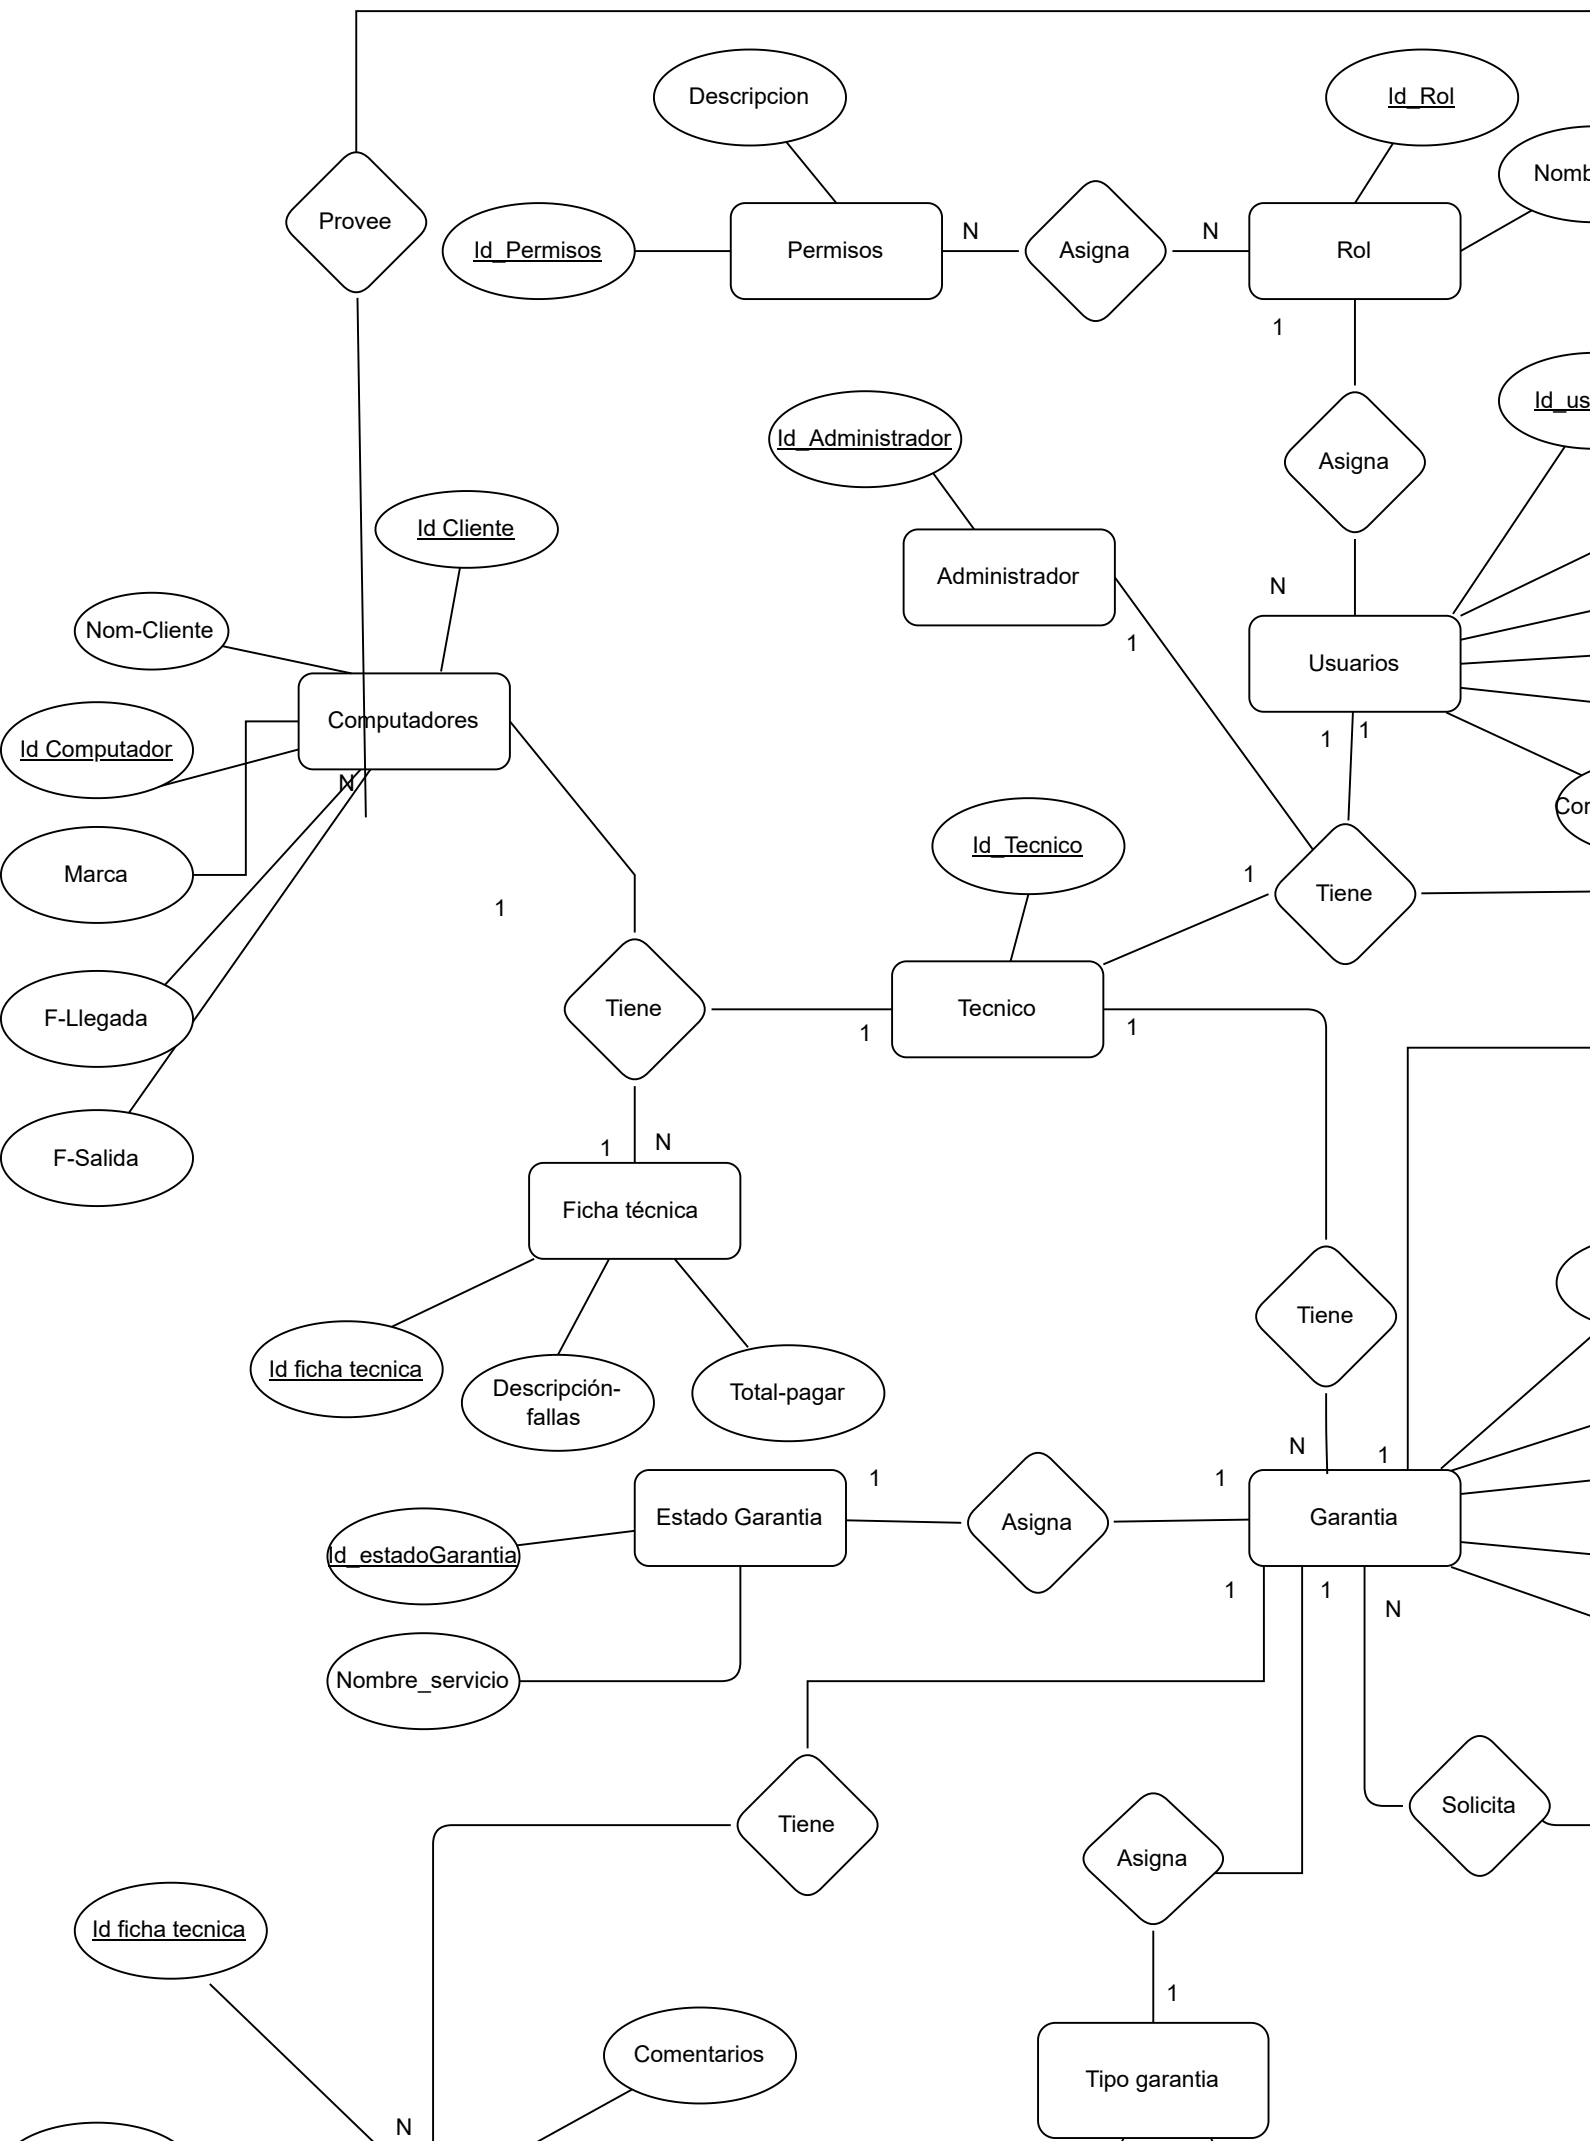 Descripcion
Id_Rol
Nomb
Provee
Id_Permisos
Permisos
N
Asigna
N
Rol
1
Id_us
Id_Administrador
Asigna
Id Cliente
Administrador
N
Nom-Cliente
1
Usuarios
Computadores
1
1
Id Computador
N
Cor
Id_Tecnico
Marca
1
Tiene
1
F-Llegada
Tiene
1
Tecnico
1
1
N
F-Salida
Ficha técnica
Tiene
Id ficha tecnica
Descripción-
fallas
Total-pagar
N
1
1
1
Estado Garantia
Asigna
Garantia
Id_estadoGarantia
1
1
N
Nombre_servicio
Tiene
Asigna
Solicita
Id ficha tecnica
1
Comentarios
Tipo garantia
N